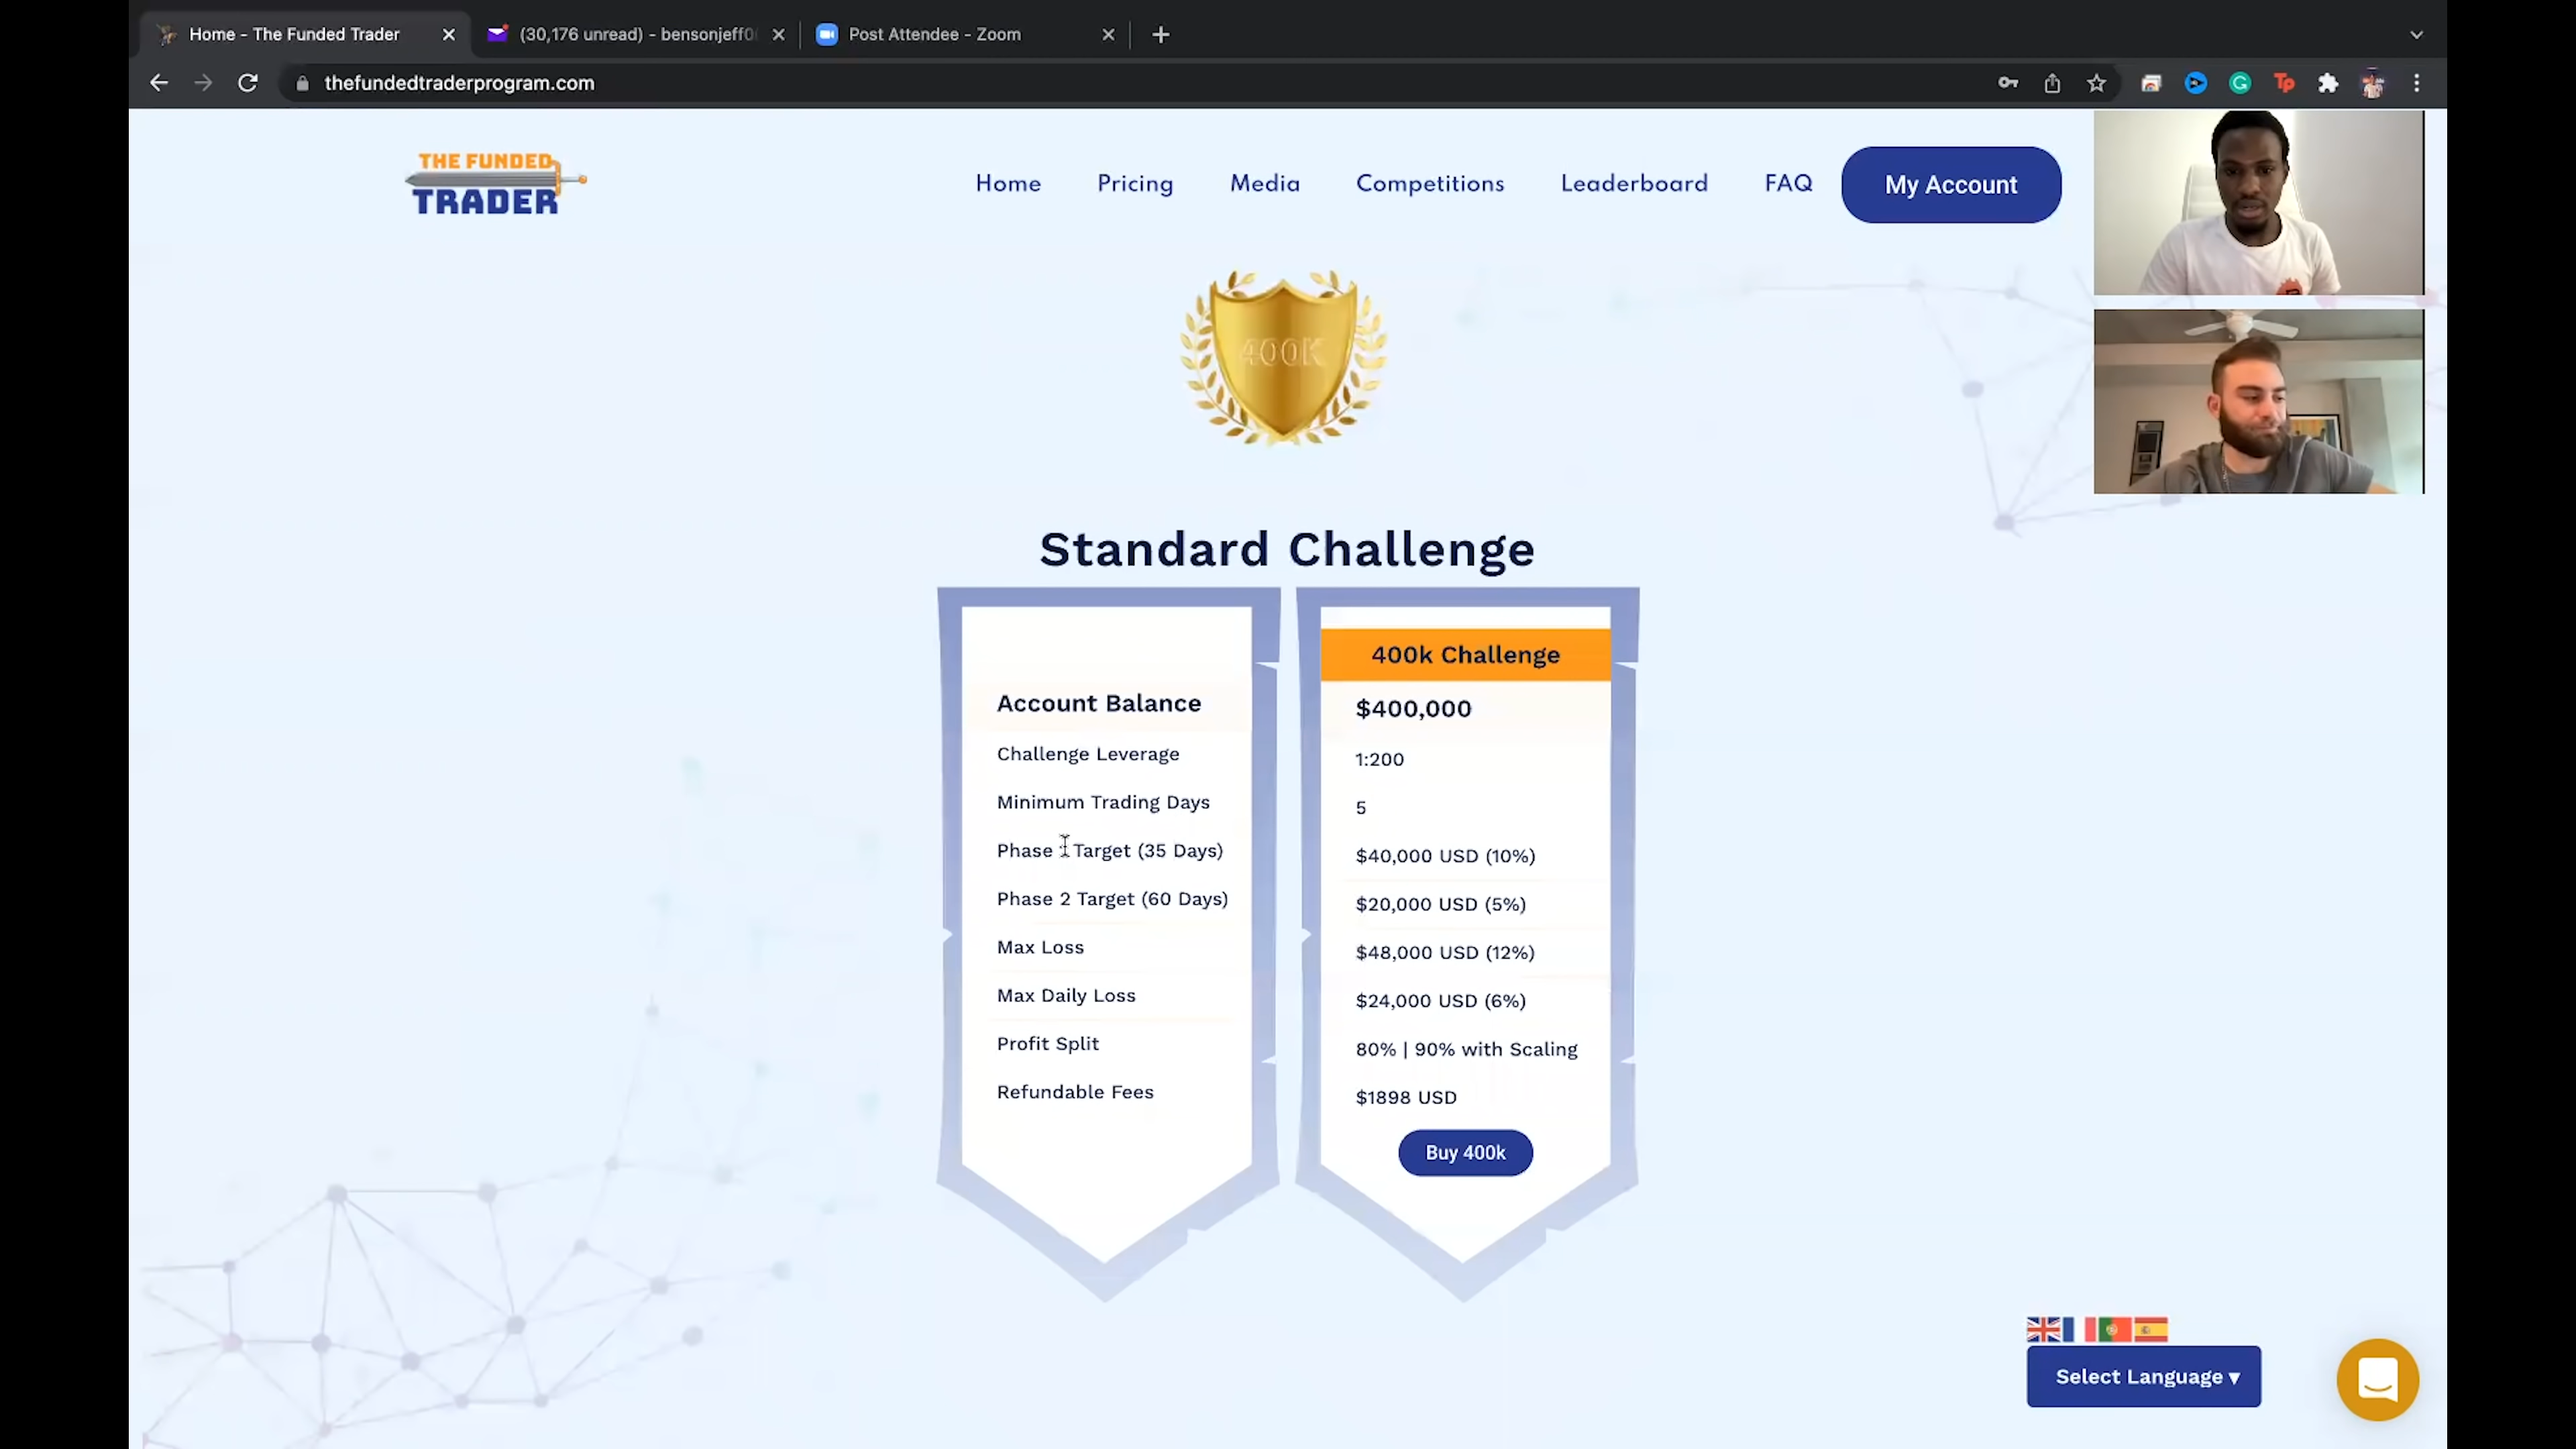 Home - The Funded Trader
(30,176 unread) - bensonjeff0
Post Attendee - Zoom
thefundedtraderprogram.com
Tp
THE FUNDED
TRADER
Home
Pricing
Media
Competitions
Leaderboard
FAQ
My Account
400K
Standard Challenge
400k Challenge
Account Balance
$400,000
Challenge Leverage
1:200
Minimum Trading Days
5
Phase 1 Target (35 Days)
$40,000 USD (10%)
Phase 2 Target (60 Days)
$20,000 USD (5%)
Max Loss
$48,000 USD (12%)
Max Daily Loss
$24,000 USD (6%)
Profit Split
80% | 90% with Scaling
Refundable Fees
$1898 USD
Buy 400k
Select Language ▼